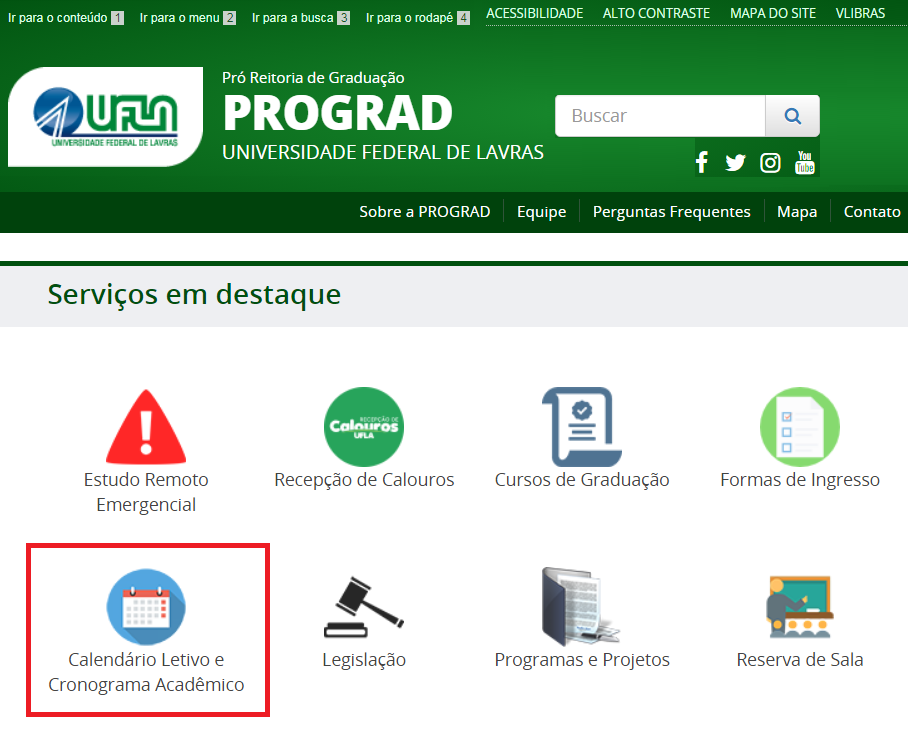 Ir para o conteúdo 1 Ir para o menu 2 Ir para a busca 3 Ir para o rodapé 4 ACESSIBILIDADE ALTO CONTRASTE MAPA DO SITE VLIBRAS
UFLA
UNIVERSIDADE FEDERAL DE LAVRAS
Pró Reitoria de Graduação
PROGRAD
UNIVERSIDADE FEDERAL DE LAVRAS
Buscar
You
Tube
Sobre a PROGRAD Equipe Perguntas Frequentes Mapa Contato
Serviços em destaque
RECEPÇÃO DE
Calouros
UFLA
Estudo Remoto
Emergencial
Recepção de Calouros
Cursos de Graduação
Formas de Ingresso
Calendário Letivo e
Cronograma Acadêmico
Legislação
Programas e Projetos
Reserva de Sala